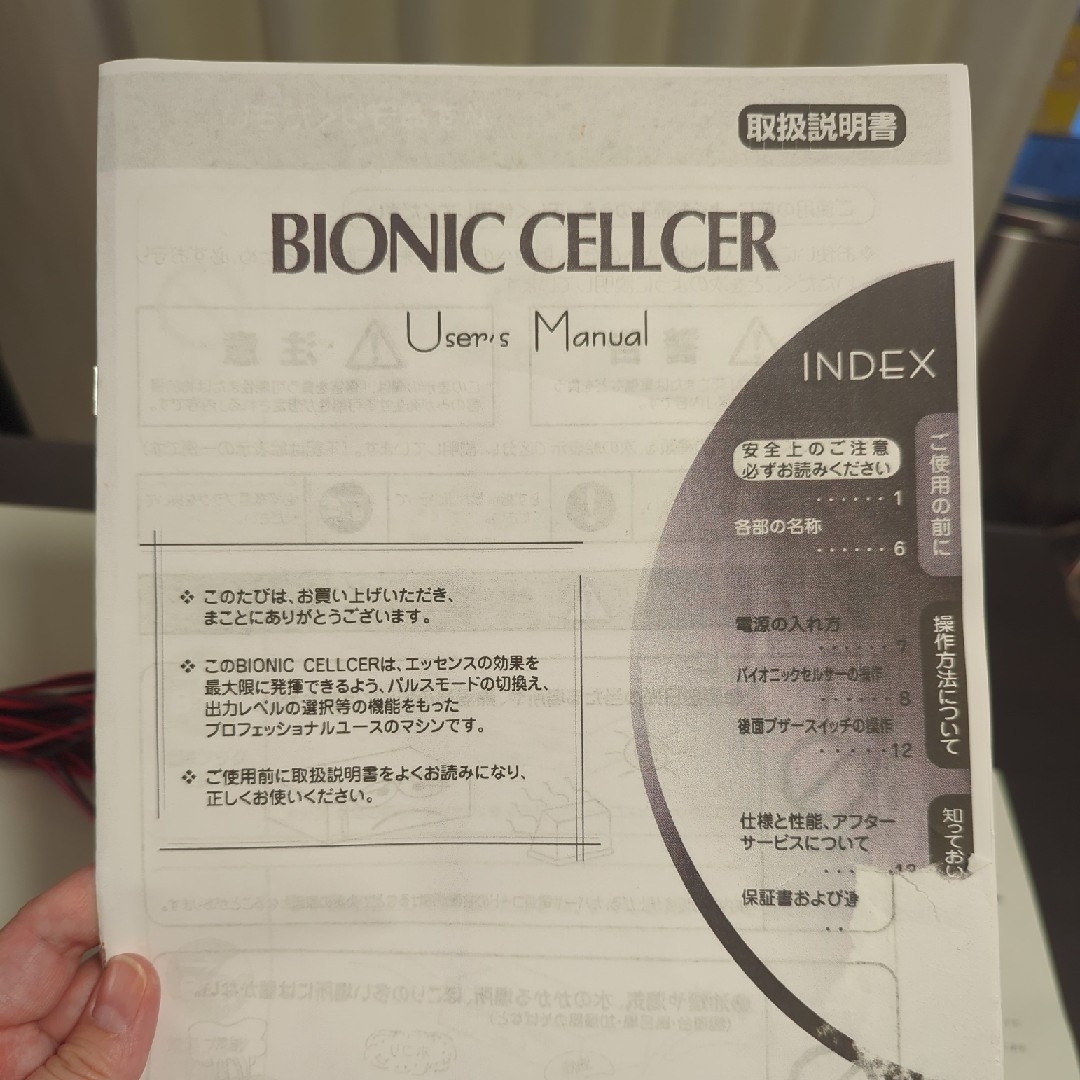 取扱説明書
BIONIC CELLCER
User's Manual
INDEX
ご使用の前に
安全上のご注意
必ずお読みください
······1
各部の名称
······6
操作方法について
電源の入れ方
······7
バイオニックセルサーの操作
······8
後面ブザースイッチの操作
·····12
知っておい
仕様と性能、アフター
サービスについて
保証書および
❖ このたびは、お買い上げいただき、
まことにありがとうございます。
❖ このBIONIC CELLCERは、エッセンスの効果を
最大限に発揮できるよう、パルスモードの切換え、
出力レベルの選択等の機能をもった
プロフェッショナルユースのマシンです。
❖ ご使用前に取扱説明書をよくお読みになり、
正しくお使いください。